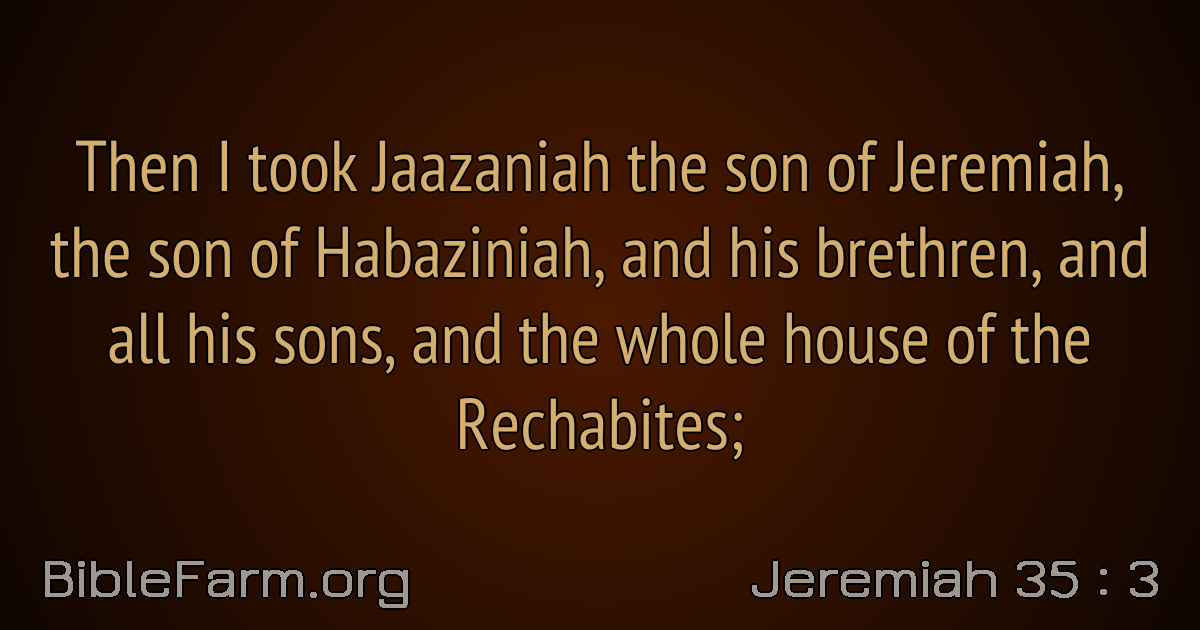 Then I took Jaazaniah the son of Jeremiah,
the son of Habaziniah, and his brethren, and
all his sons, and the whole house of the
Rechabites;
BibleFarm.org
Jeremiah 35 : 3